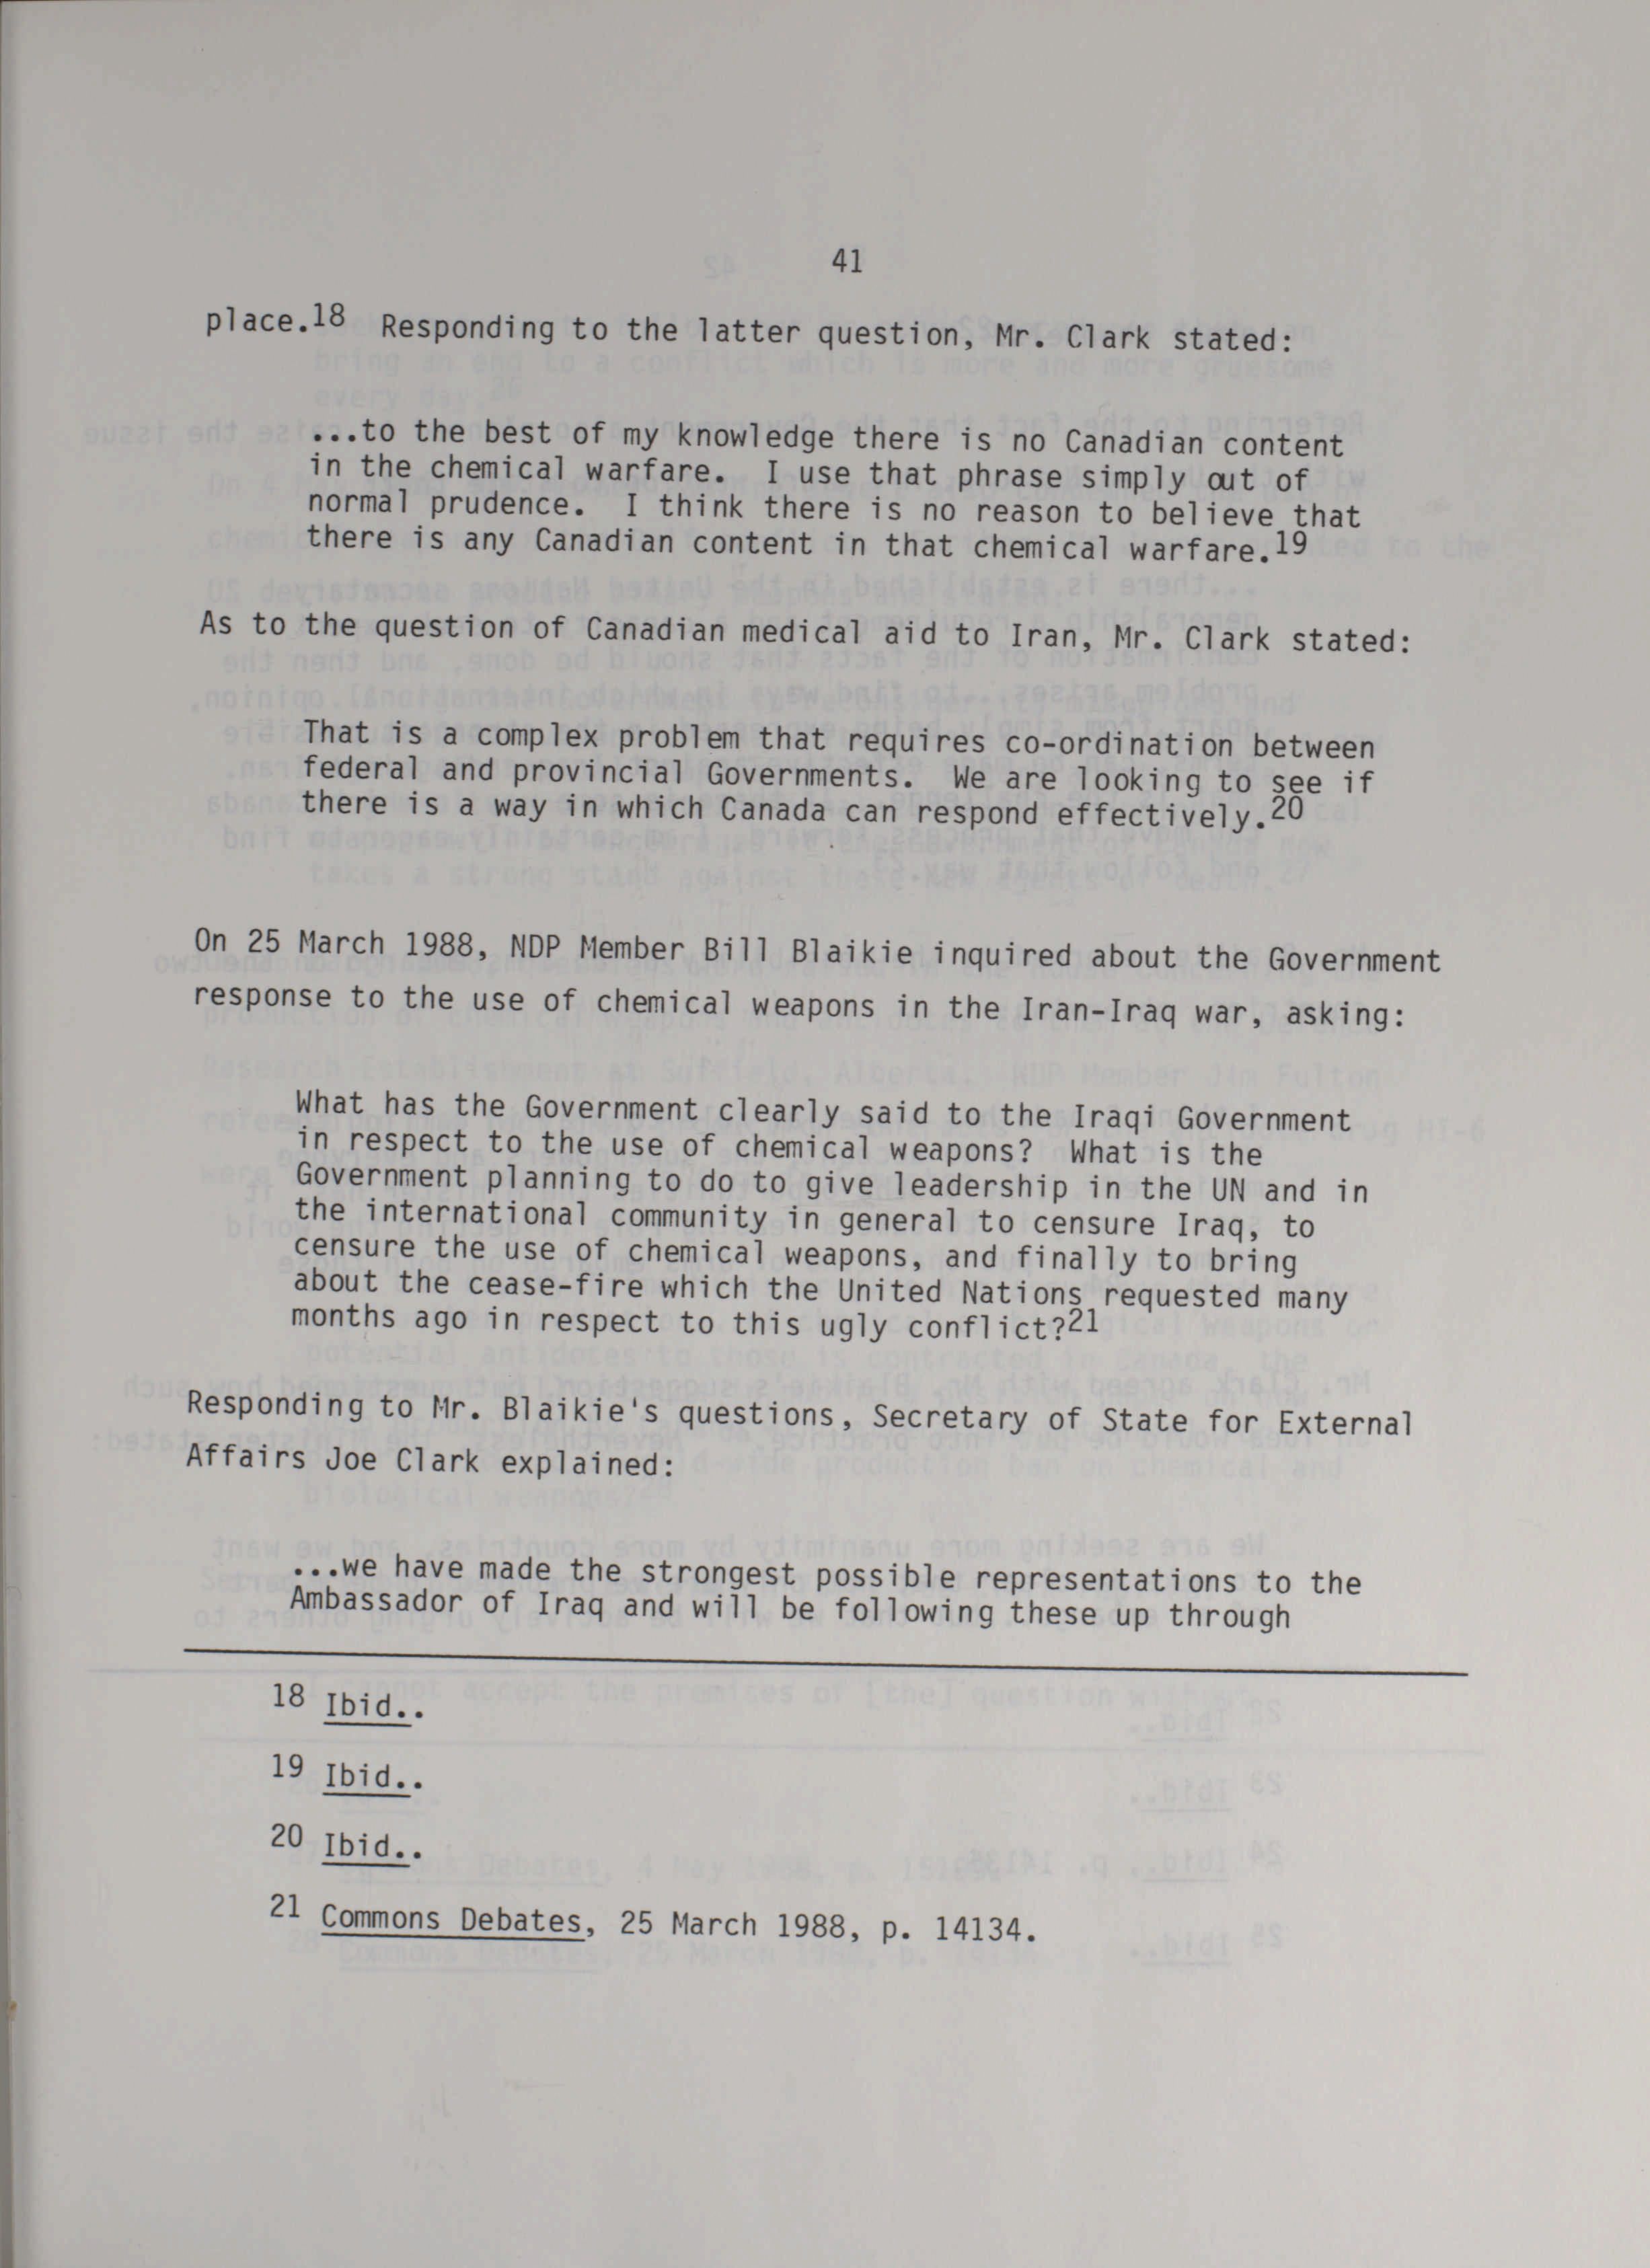 41
place.18 Responding to the latter question, Mr. Clark stated:
...to the best of my knowledge there is no Canadian content
in the chemical warfare. I use that phrase simply out of
normal prudence. I think there is no reason to believe that
there is any Canadian content in that chemical warfare.19
As to the question of Canadian medical aid to Iran, Mr. Clark stated:
That is a complex problem that requires co-ordination between
federal and provincial Governments. We are looking to see if
there is a way in which Canada can respond effectively.20
On 25 March 1988, NDP Member Bill Blaikie inquired about the Government
response to the use of chemical weapons in the Iran-Iraq war, asking:
What has the Government clearly said to the Iraqi Government
in respect to the use of chemical weapons? What is the
Government planning to do to give leadership in the UN and in
the international community in general to censure Iraq, to
censure the use of chemical weapons, and finally to bring
about the cease-fire which the United Nations requested many
months ago in respect to this ugly conflict?21
Responding to Mr. Blaikie's questions, Secretary of State for External
Affairs Joe Clark explained:
...we have made the strongest possible representations to the
Ambassador of Iraq and will be following these up through
18 Ibid..
19 Ibid..
20 Ibid..
21 Commons Debates, 25 March 1988, p. 14134.